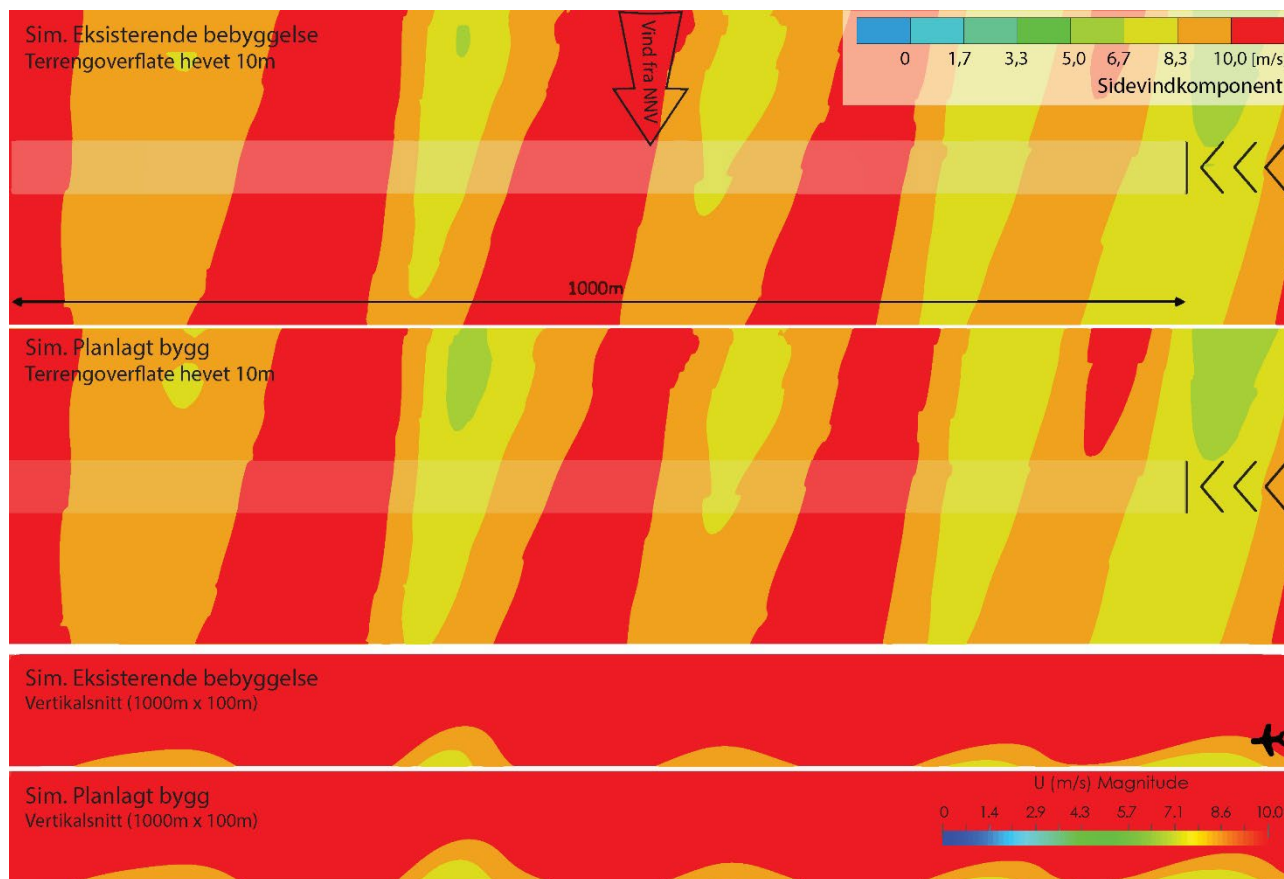 Sim. Eksisterende bebyggelse
Terrengoverflate hevet 10m
Vind fra NNV
0 1,7 3,3 5,0 6,7 8,3 10,0 [m/s
Sidevindkomponent
1000m
Sim. Planlagt bygg
Terrengoverflate hevet 10m
Sim. Eksisterende bebyggelse
Vertikalsnitt (1000m x 100m)
Sim. Planlagt bygg
Vertikalsnitt (1000m x 100m)
U (m/s) Magnitude
0 1.4 2.9 4.3 5.7 7.1 8.6 10.0